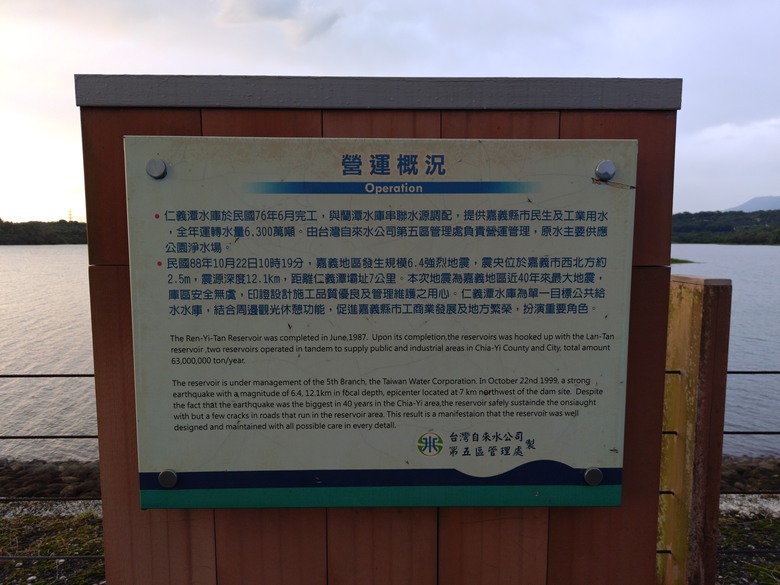 營運概況
Operation
• 仁義潭水庫於民國76年6月完工，與蘭潭水庫串聯水源調配，提供嘉義縣市民生及工業用水
，全年運轉水量6,300萬噸。由台灣自來水公司第五區管理處負責營運管理，原水主要供應
公園淨水場。
• 民國88年10月22日10時19分，嘉義地區發生規模6.4強烈地震，震央位於嘉義市西北方約
2.5m，震源深度12.1km，距離仁義潭壩址7公里。本次地震為嘉義地區近40年來最大地震，
庫區安全無虞，印證設計施工品質優良及管理維護之用心。仁義潭水庫為單一目標公共給
水水庫，結合周邊觀光休憩功能，促進嘉義縣市工商業發展及地方繁榮，扮演重要角色。
The Ren-Yi-Tan Reservoir was completed in June,1987. Upon its completion,the reservoirs was hooked up with the Lan-Tan
reservoir ,two reservoirs operated in tandem to supply public and industrial areas in Chia-Yi County and City, total amount
63,000,000 ton/year.
The reservoir is under management of the 5th Branch, the Taiwan Water Corporation. In October 22nd 1999, a strong
earthquake with a magnitude of 6.4, 12.1km in focal depth, epicenter located at 7 km northwest of the dam site. Despite
the fact that the earthquake was the biggest in 40 years in the Chia-Yi area,the reservoir safely sustainde the onsiaught
with but a few cracks in roads that run in the reservoir area. This result is a manifestaion that the reservoir was well
designed and maintained with all possible care in every detall.
台灣自來水公司
第五區管理處 製